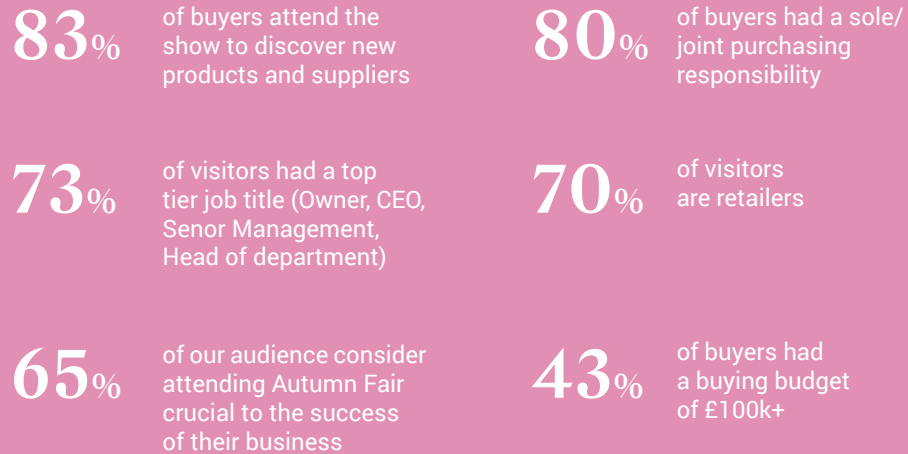 83%
of buyers attend the
show to discover new
products and suppliers
80%
of buyers had a sole/
joint purchasing
responsibility
73%
of visitors had a top
tier job title (Owner, CEO,
Senor Management,
Head of department)
70%
of visitors
are retailers
65%
of our audience consider
attending Autumn Fair
crucial to the success
of their business
43%
of buyers had
a buying budget
of £100k+